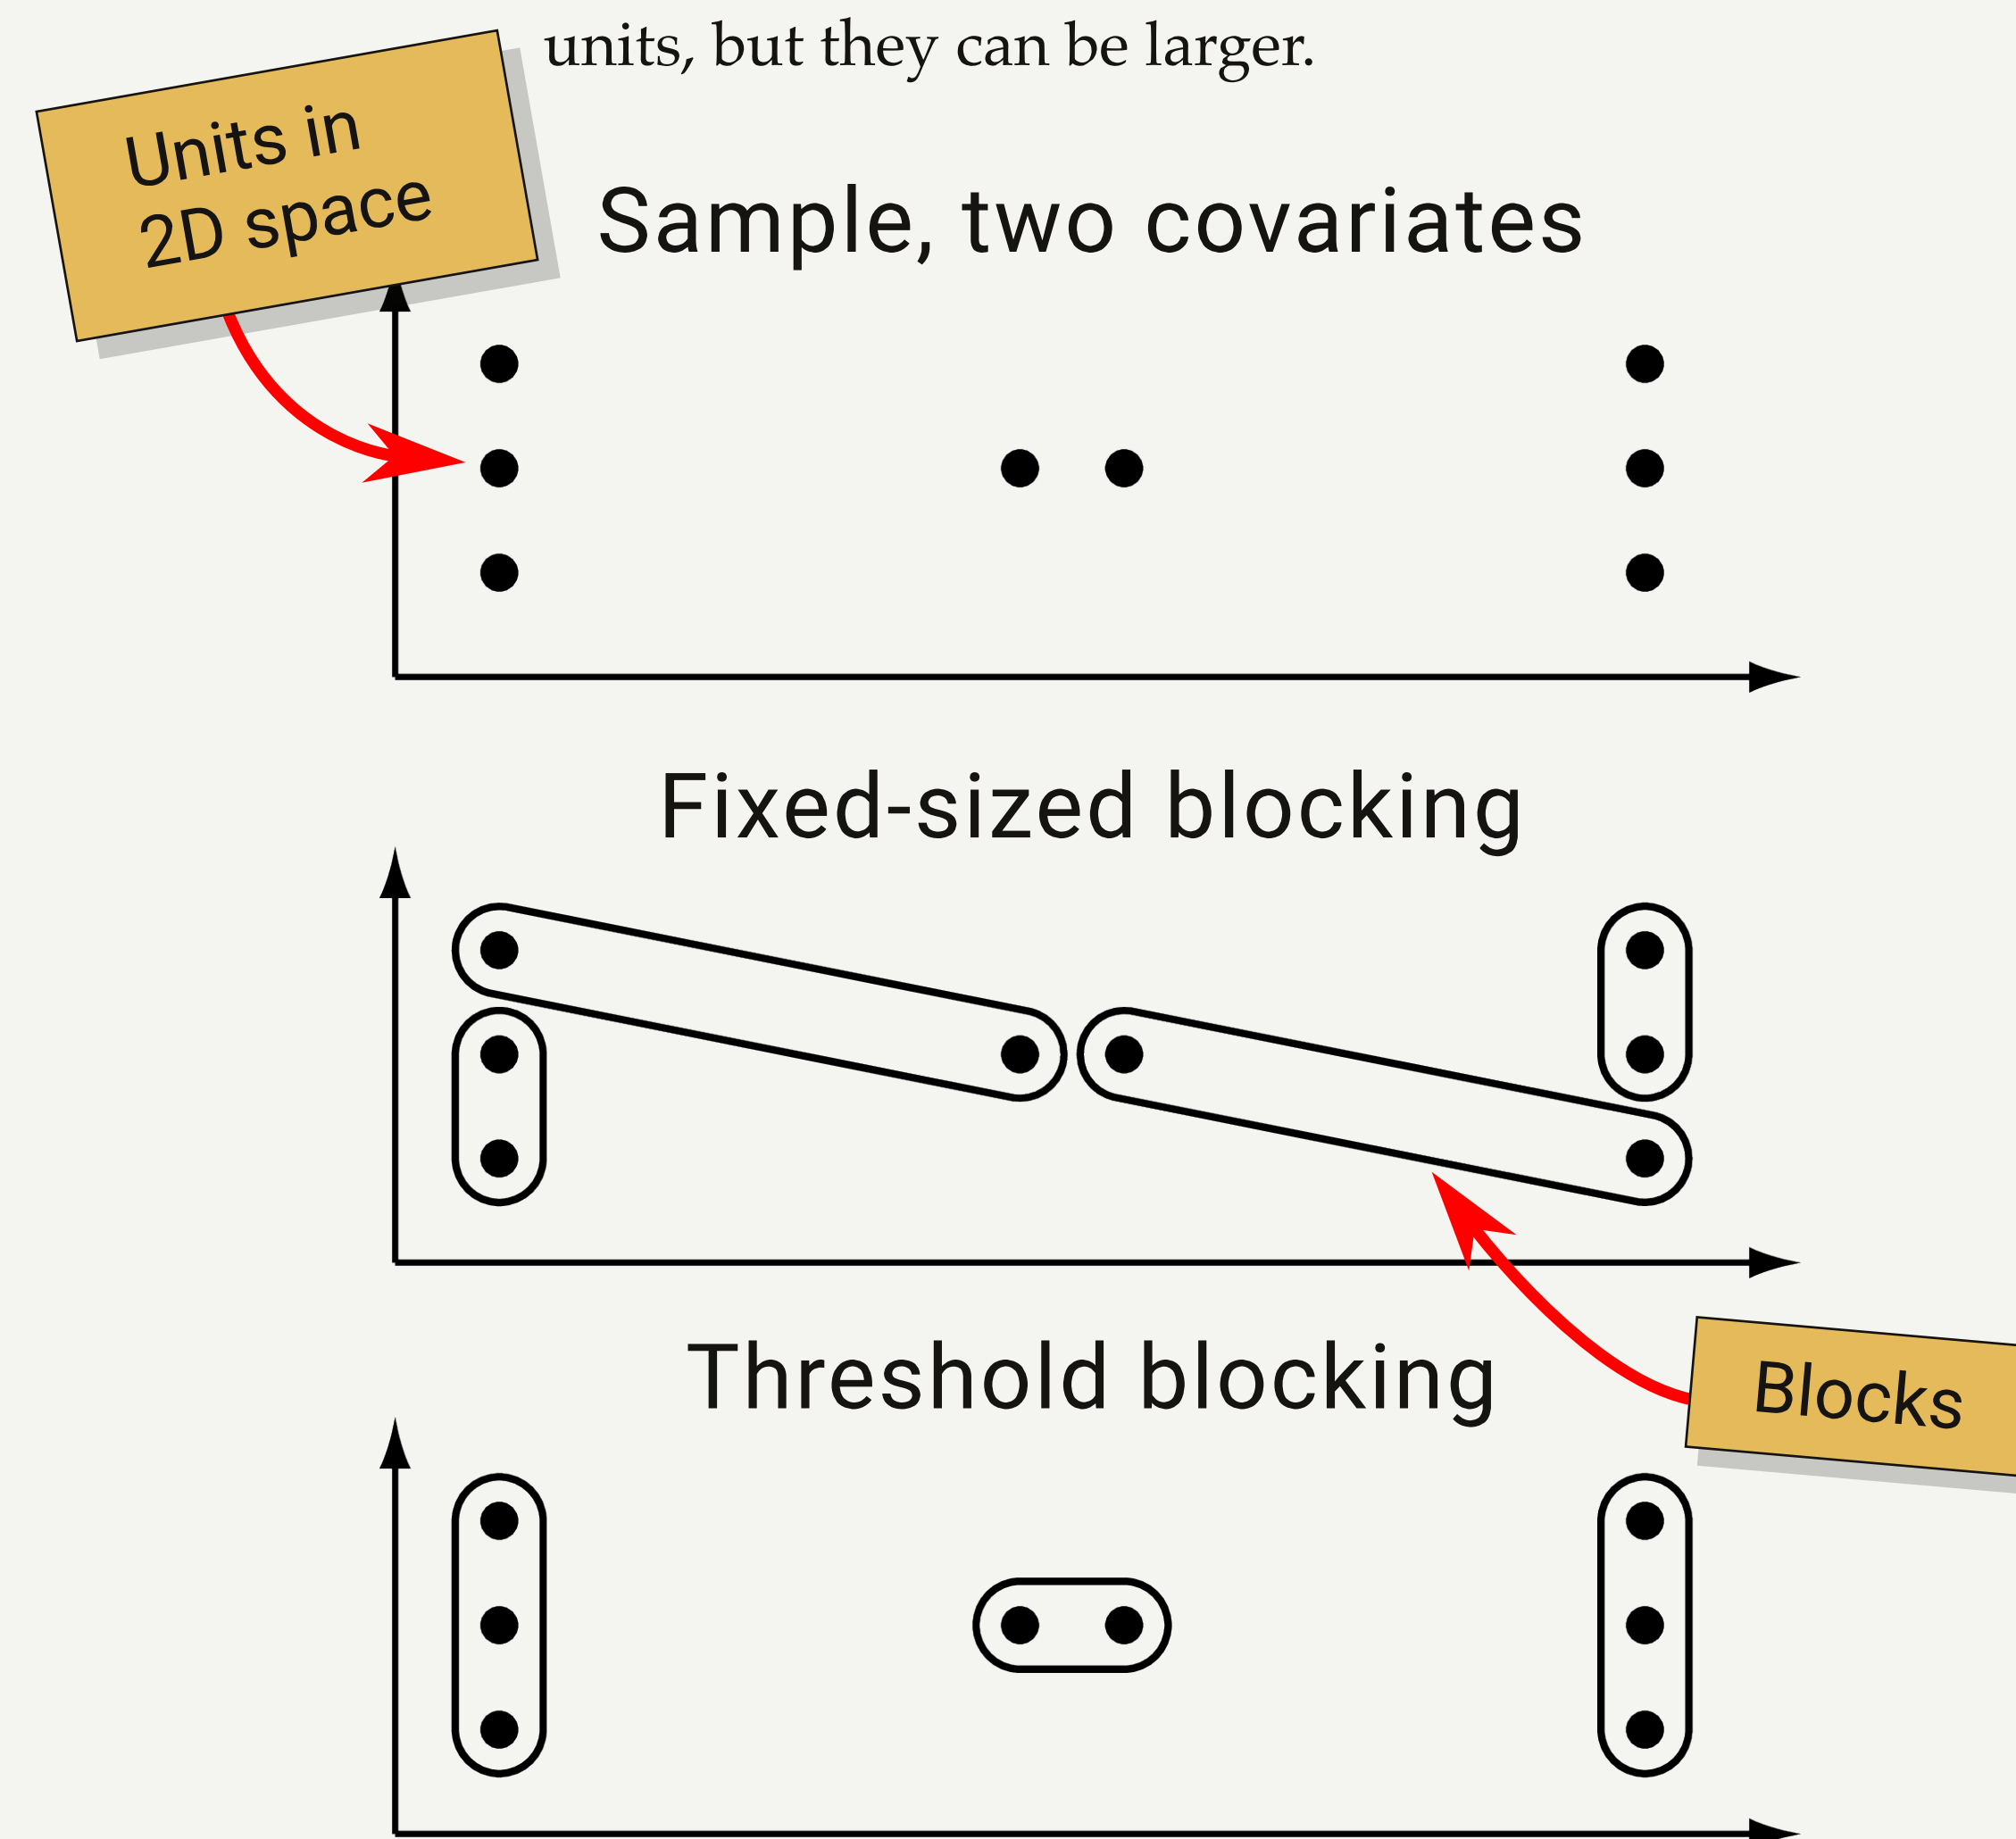 units, but they can be larger.
Units in
2D space
Sample, two covariates
Fixed-sized blocking
Threshold blocking
Blocks